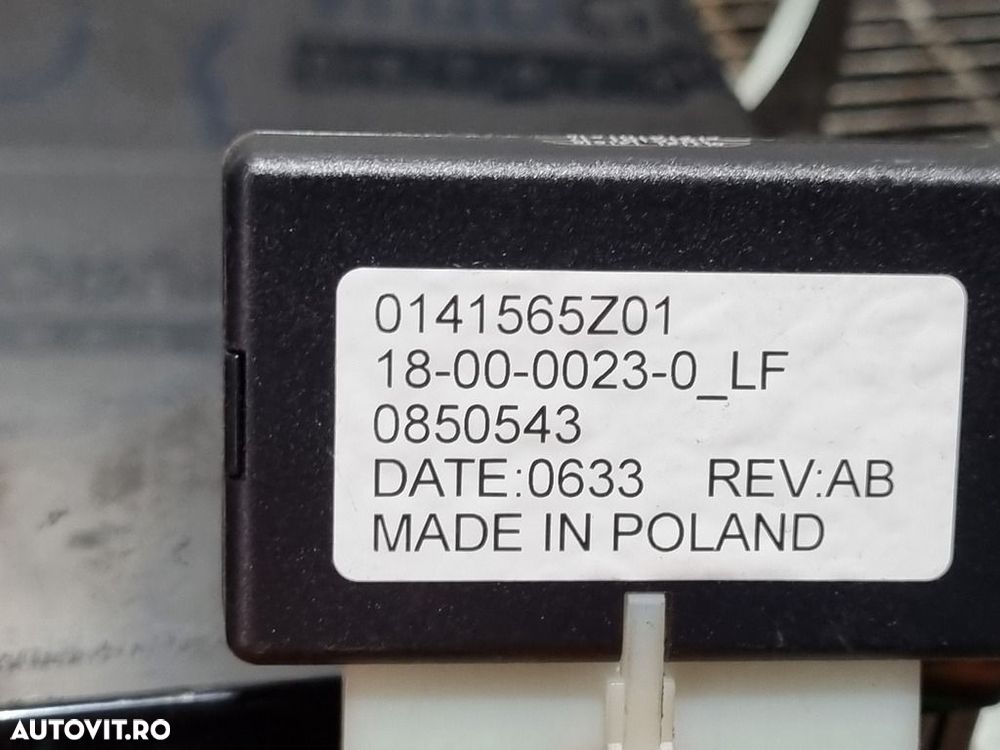 0141565Z01
18-00-0023-0_LF
0850543
DATE:0633 REV:AB
MADE IN POLAND
AUTOVIT.RO